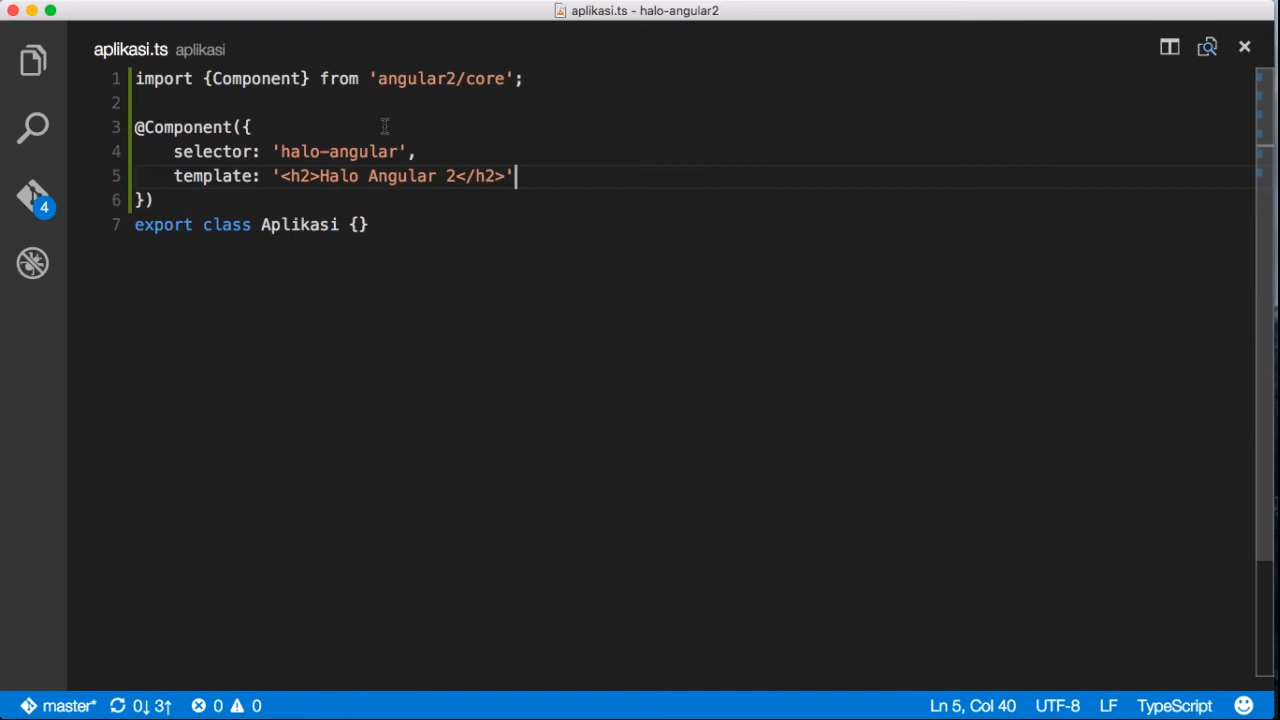 aplikasi.ts - halo-angular2
aplikasi.ts aplikasi
1 import {Component} from 'angular2/core';
2
3 @Component({
4 selector: 'halo-angular',
5 template: '<h2>Halo Angular 2</h2>'
6 })
7 export class Aplikasi {}
4
master* 0↓ 3↑ 0 0 Ln 5, Col 40 UTF-8 LF TypeScript